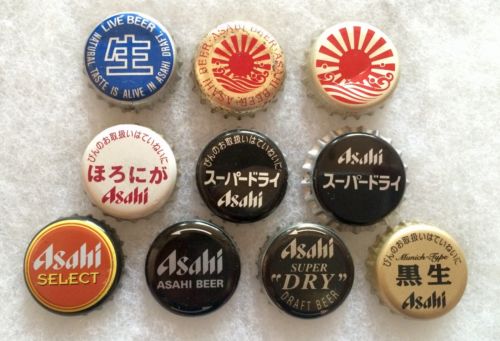 LIVE BEER
生
NATURAL TASTE IS ALIVE IN ASAHI DRAFT
ASAHI BEER ASAHI BEER
びんのお取扱いはていねいに
ほろにが
Asahi
びんのお取扱いはていねいに
スーパードライ
Asahi
Asahi
スーパードライ
Asahi
SELECT
Asahi
ASAHI BEER
Asahi
SUPER
"DRY"
DRAFT BEER
びんのお取扱いはていねいに
Munich-Type
黒生
Asahi